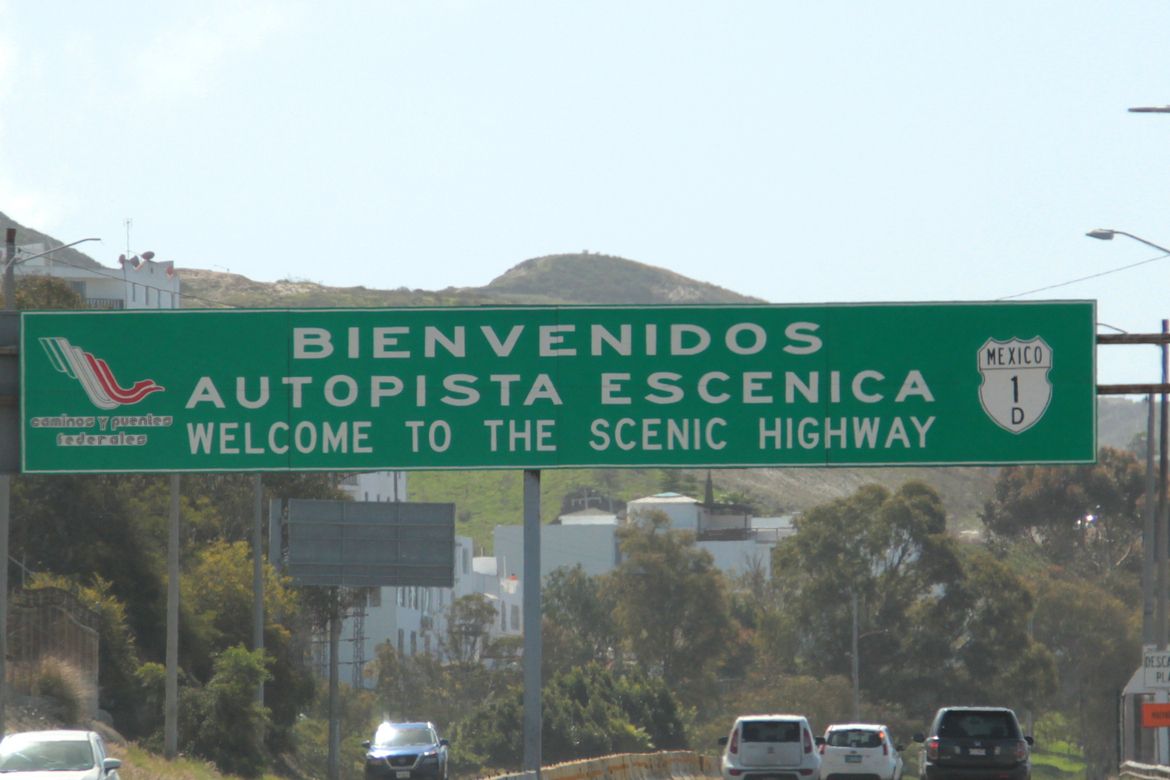 BIENVENIDOS
AUTOPISTA ESCENICA
WELCOME TO THE SCENIC HIGHWAY
caminos y puentes
federales
MEXICO
1
D